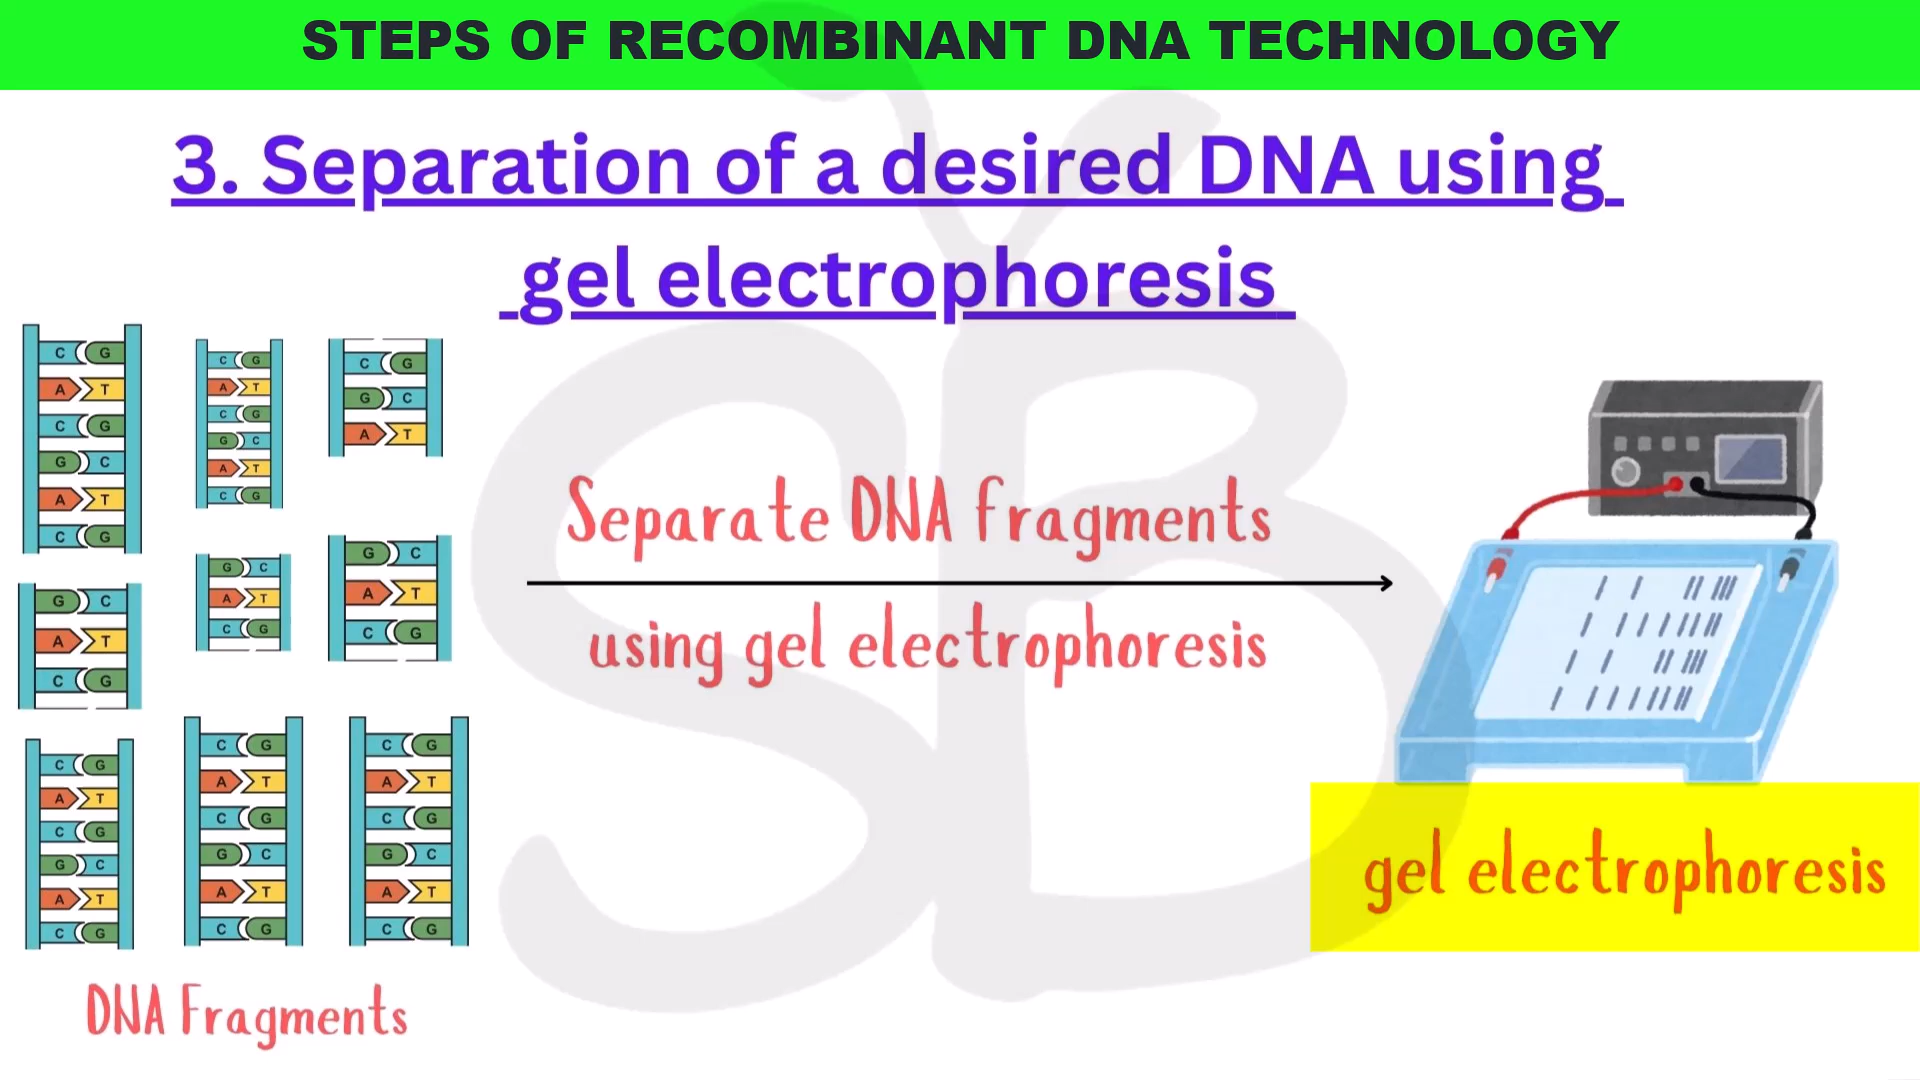 STEPS OF RECOMBINANT DNA TECHNOLOGY
3. Separation of a desired DNA using
gel electrophoresis
C G
A T
C G
G C
A T
C G
C G
A T
C G
G C
A T
C G
C G
G C
A T
Separate DNA fragments
using gel electrophoresis
G C
A T
C G
G C
A T
C G
G C
A T
C G
C G
A T
C G
G C
A T
C G
C G
A T
C G
G C
A T
C G
C G
A T
C G
G C
A T
C G
gel electrophoresis
DNA Fragments
SB